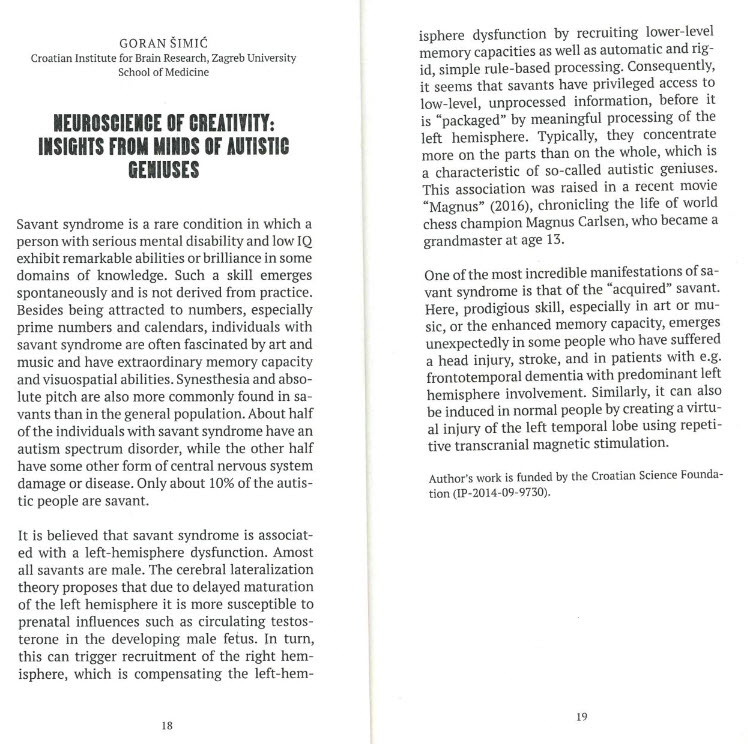 GORAN ŠIMIĆ
Croatian Institute for Brain Research, Zagreb University
School of Medicine
NEUROSCIENCE OF CREATIVITY:
INSIGHTS FROM MINDS OF AUTISTIC
GENIUSES
Savant syndrome is a rare condition in which a
person with serious mental disability and low IQ
exhibit remarkable abilities or brilliance in some
domains of knowledge. Such a skill emerges
spontaneously and is not derived from practice.
Besides being attracted to numbers, especially
prime numbers and calendars, individuals with
savant syndrome are often fascinated by art and
music and have extraordinary memory capacity
and visuospatial abilities. Synesthesia and abso-
lute pitch are also more commonly found in sa-
vants than in the general population. About half
of the individuals with savant syndrome have an
autism spectrum disorder, while the other half
have some other form of central nervous system
damage or disease. Only about 10% of the autis-
tic people are savant.
It is believed that savant syndrome is associat-
ed with a left-hemisphere dysfunction. Amost
all savants are male. The cerebral lateralization
theory proposes that due to delayed maturation
of the left hemisphere it is more susceptible to
prenatal influences such as circulating testos-
terone in the developing male fetus. In turn,
this can trigger recruitment of the right hem-
isphere, which is compensating the left-hem-
18
isphere dysfunction by recruiting lower-level
memory capacities as well as automatic and rig-
id, simple rule-based processing. Consequently,
it seems that savants have privileged access to
low-level, unprocessed information, before it
is “packaged” by meaningful processing of the
left hemisphere. Typically, they concentrate
more on the parts than on the whole, which is
a characteristic of so-called autistic geniuses.
This association was raised in a recent movie
“Magnus” (2016), chronicling the life of world
chess champion Magnus Carlsen, who became a
grandmaster at age 13.
One of the most incredible manifestations of sa-
vant syndrome is that of the “acquired” savant.
Here, prodigious skill, especially in art or mu-
sic, or the enhanced memory capacity, emerges
unexpectedly in some people who have suffered
a head injury, stroke, and in patients with e.g.
frontotemporal dementia with predominant left
hemisphere involvement. Similarly, it can also
be induced in normal people by creating a virtu-
al injury of the left temporal lobe using repeti-
tive transcranial magnetic stimulation.
Author’s work is funded by the Croatian Science Founda-
tion (IP-2014-09-9730).
19